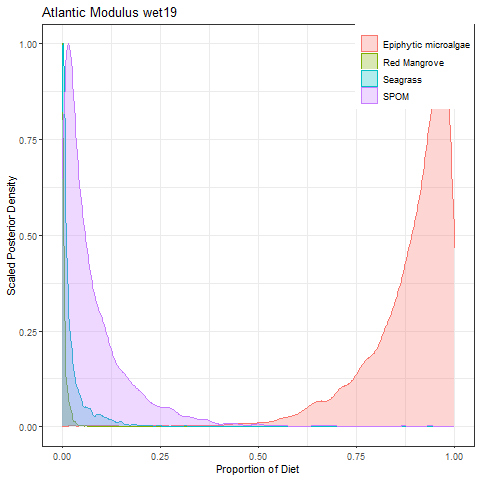 Atlantic Modulus wet19
Epiphytic microalgae
Red Mangrove
Seagrass
SPOM
1.00
0.75
0.50
0.25
0.00
Scaled Posterior Density
0.00 0.25 0.50 0.75 1.00
Proportion of Diet